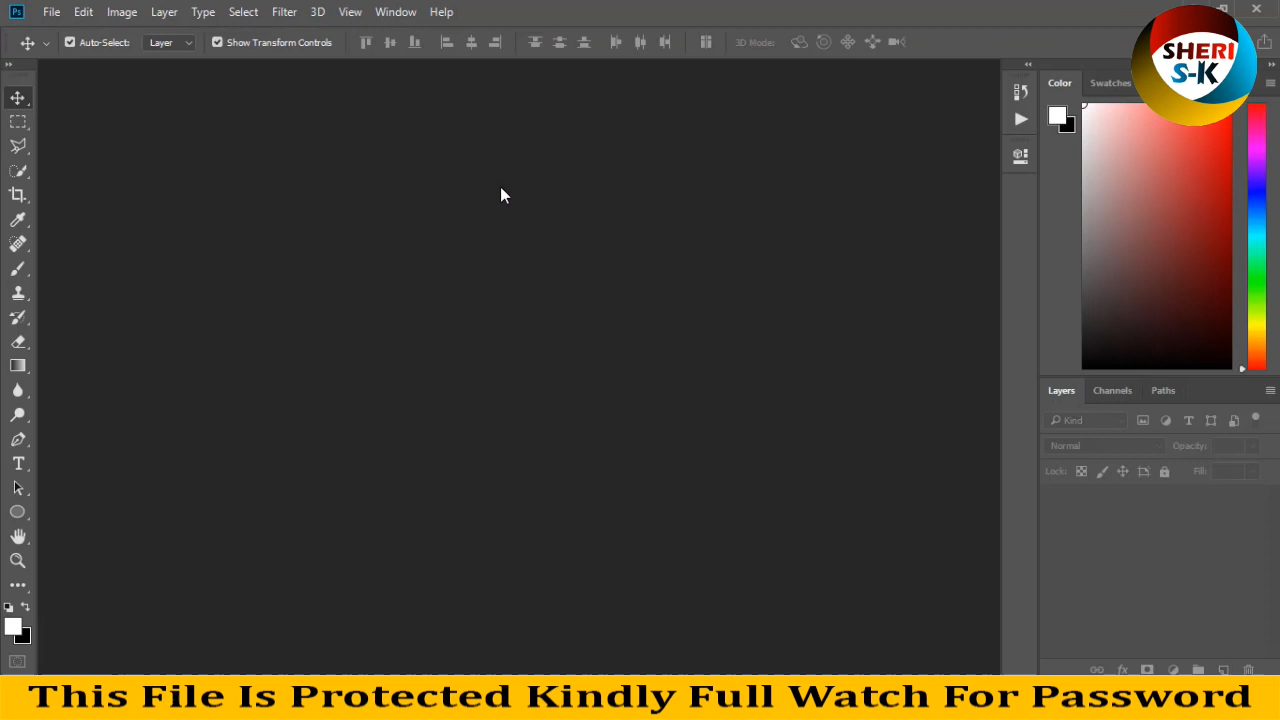 Ps File Edit Image Layer Type Select Filter 3D View Window Help
Auto-Select: Layer Show Transform Controls 3D Mode:
SHERI
S-K
Color Swatches
Layers Channels Paths
Kind
Normal Opacity:
Lock: Fill:
This File Is Protected Kindly Full Watch For Password